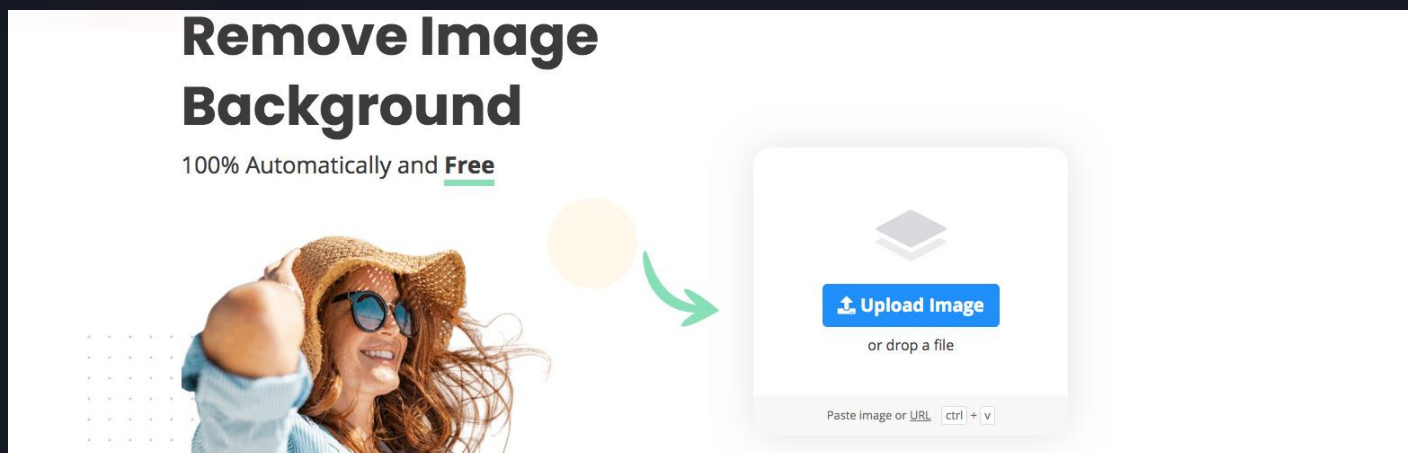 Remove Image
Background
100% Automatically and Free
Upload Image
or drop a file
Paste image or URL ctrl + v